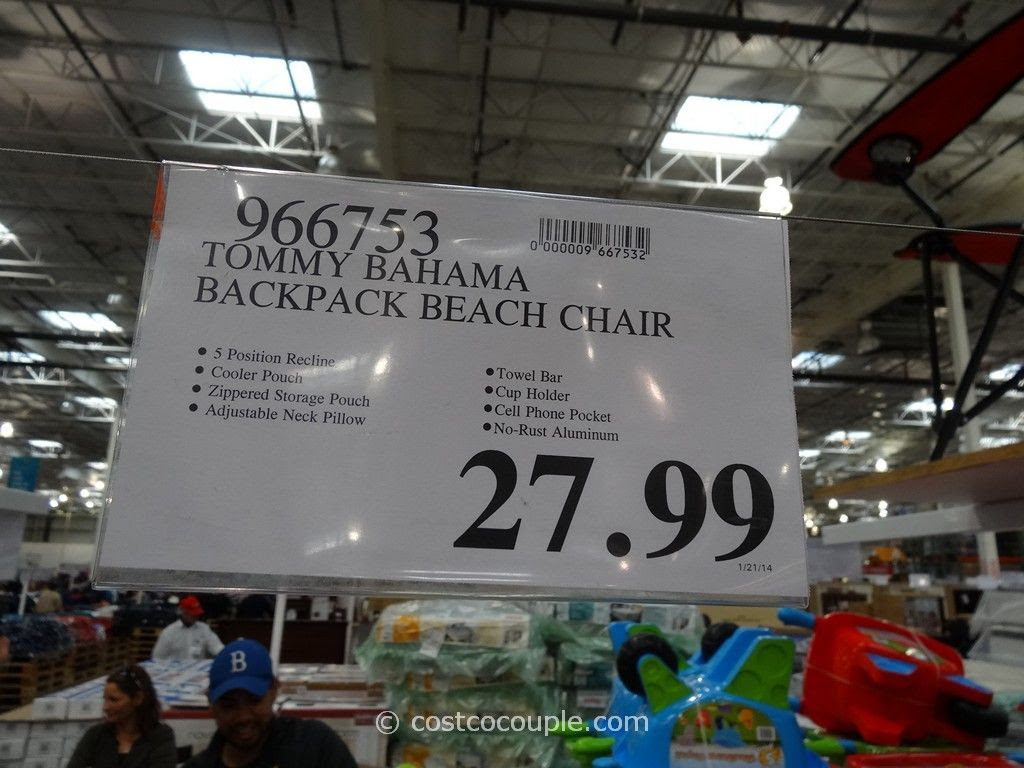 966753
0 000009 667532
TOMMY BAHAMA
BACKPACK BEACH CHAIR
• 5 Position Recline
• Cooler Pouch
• Zippered Storage Pouch
• Adjustable Neck Pillow
• Towel Bar
• Cup Holder
• Cell Phone Pocket
• No-Rust Aluminum
27.99
1/21/14
B
© costcocouple.com